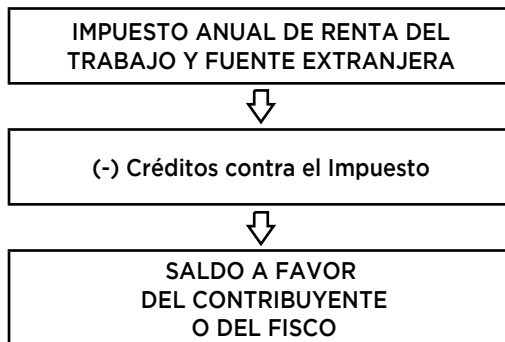 IMPUESTO ANUAL DE RENTA DEL
TRABAJO Y FUENTE EXTRANJERA
(-) Créditos contra el Impuesto
SALDO A FAVOR
DEL CONTRIBUYENTE
O DEL FISCO